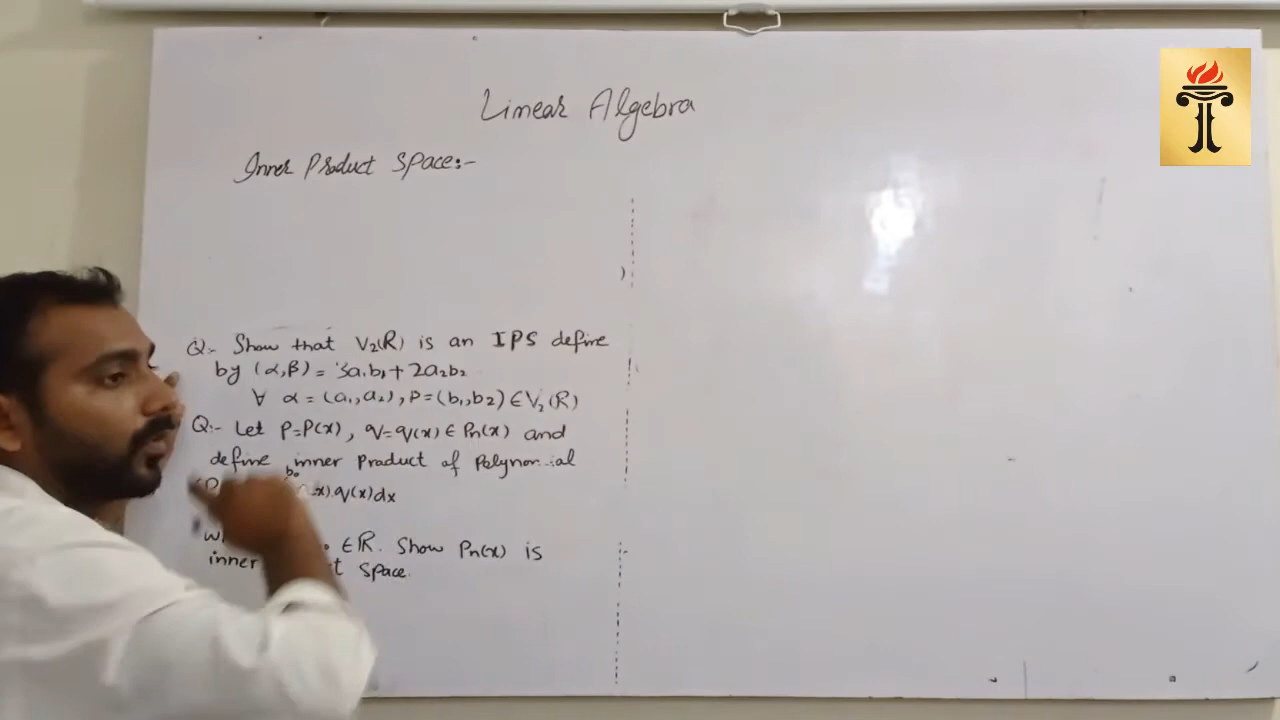 Linear Algebra
Inner Product Space:-
Q:- Show that V₂(R) is an IPS define
by (α,β) = 3a₁b₁ + 2a₂b₂
∀ α = (a₁,a₂), β=(b₁,b₂) ∈ V₂(R)
Q:- Let P=P(x), q=q(x) ∈ Pn(x) and
define inner Product of Polynomial
b₀
x).q(x)dx
∈ R. Show Pn(x) is
inner Space.